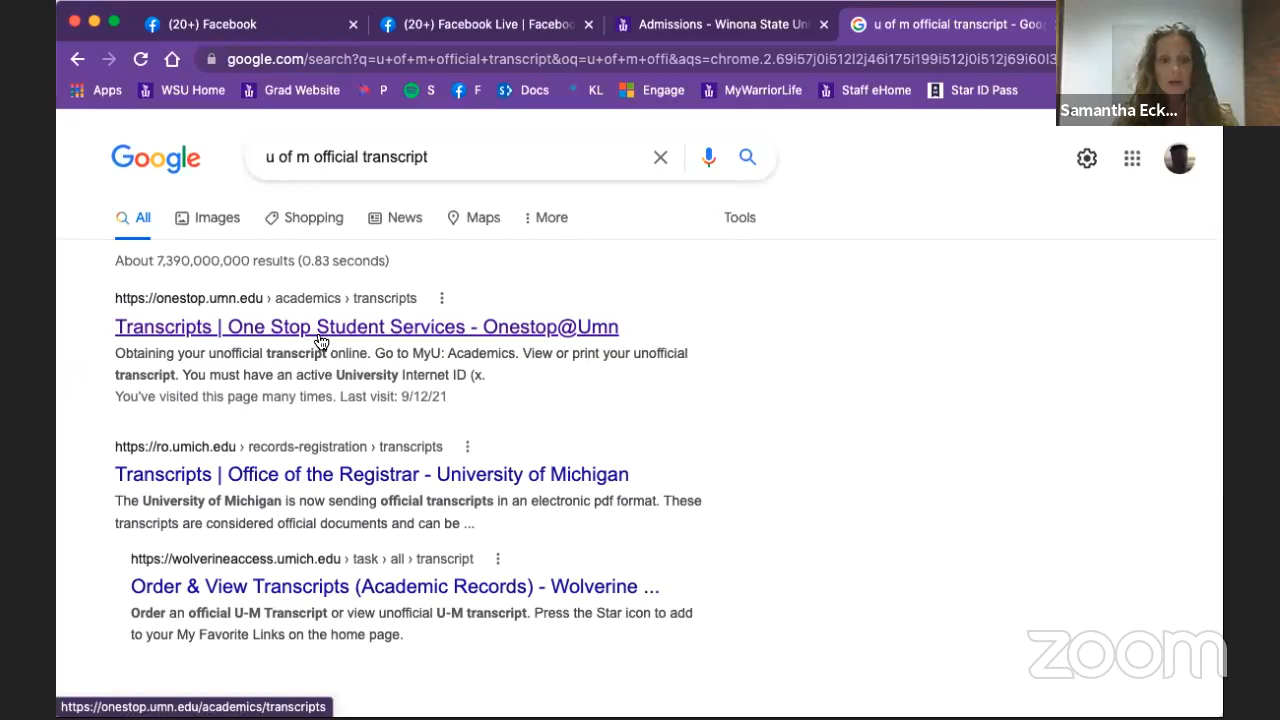 (20+) Facebook
(20+) Facebook Live | Faceboo
Admissions - Winona State Uni
u of m official transcript - Goo
google.com/search?q=u+of+m+official+transcript&oq=u+of+m+offi&aqs=chrome.2.69i57j0i512l2j46i175i199i512j0i512j69i60l3
Apps
WSU Home
Grad Website
P
S
F
Docs
KL
Engage
MyWarriorLife
Staff eHome
Star ID Pass
Samantha Eck...
Google
u of m official transcript
All
Images
Shopping
News
Maps
More
Tools
About 7,390,000,000 results (0.83 seconds)
https://onestop.umn.edu › academics › transcripts
Transcripts | One Stop Student Services - Onestop@Umn
Obtaining your unofficial transcript online. Go to MyU: Academics. View or print your unofficial
transcript. You must have an active University Internet ID (x.
You've visited this page many times. Last visit: 9/12/21
https://ro.umich.edu › records-registration › transcripts
Transcripts | Office of the Registrar - University of Michigan
The University of Michigan is now sending official transcripts in an electronic pdf format. These
transcripts are considered official documents and can be ...
https://wolverineaccess.umich.edu › task › all › transcript
Order & View Transcripts (Academic Records) - Wolverine ...
Order an official U-M Transcript or view unofficial U-M transcript. Press the Star icon to add
to your My Favorite Links on the home page.
zoom
https://onestop.umn.edu/academics/transcripts